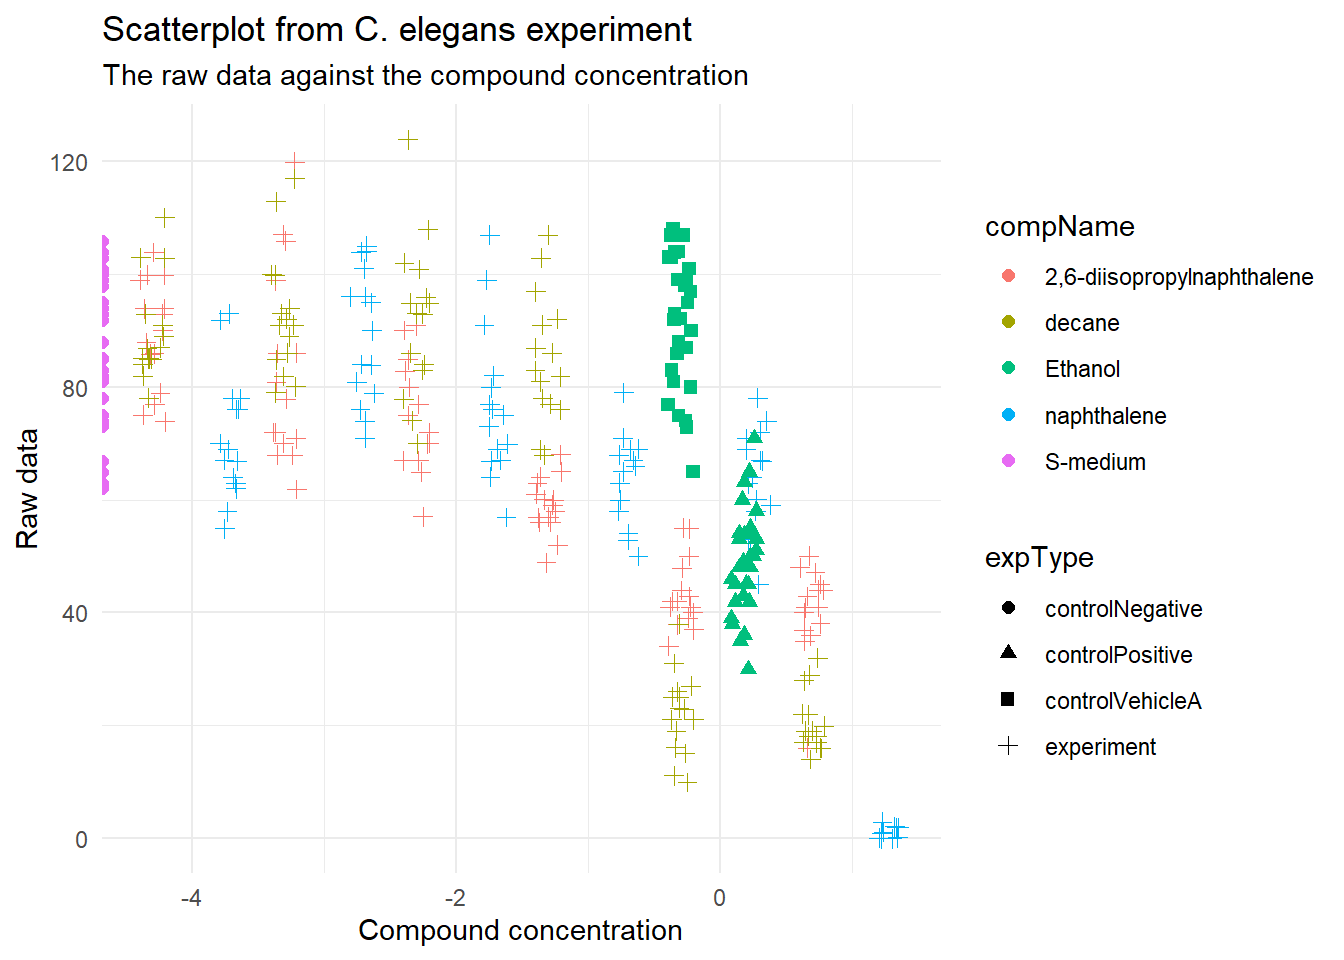 Scatterplot from C. elegans experiment
The raw data against the compound concentration
Raw data
120
80
40
0
-4
-2
0
Compound concentration
compName
2,6-diisopropylnaphthalene
decane
Ethanol
naphthalene
S-medium
expType
controlNegative
controlPositive
controlVehicleA
experiment